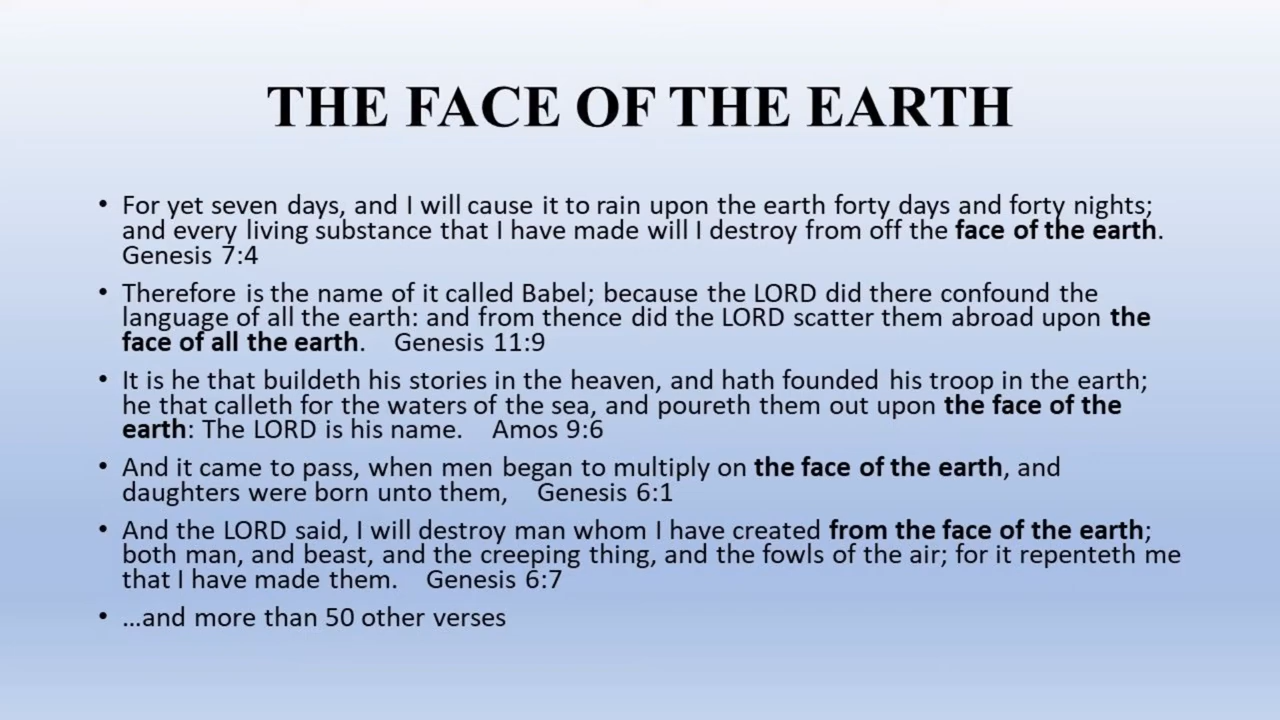 THE FACE OF THE EARTH
• For yet seven days, and I will cause it to rain upon the earth forty days and forty nights;
and every living substance that I have made will I destroy from off the face of the earth.
Genesis 7:4
• Therefore is the name of it called Babel; because the LORD did there confound the
language of all the earth: and from thence did the LORD scatter them abroad upon the
face of all the earth. Genesis 11:9
• It is he that buildeth his stories in the heaven, and hath founded his troop in the earth;
he that calleth for the waters of the sea, and poureth them out upon the face of the
earth: The LORD is his name. Amos 9:6
• And it came to pass, when men began to multiply on the face of the earth, and
daughters were born unto them, Genesis 6:1
• And the LORD said, I will destroy man whom I have created from the face of the earth;
both man, and beast, and the creeping thing, and the fowls of the air; for it repenteth me
that I have made them. Genesis 6:7
• ...and more than 50 other verses